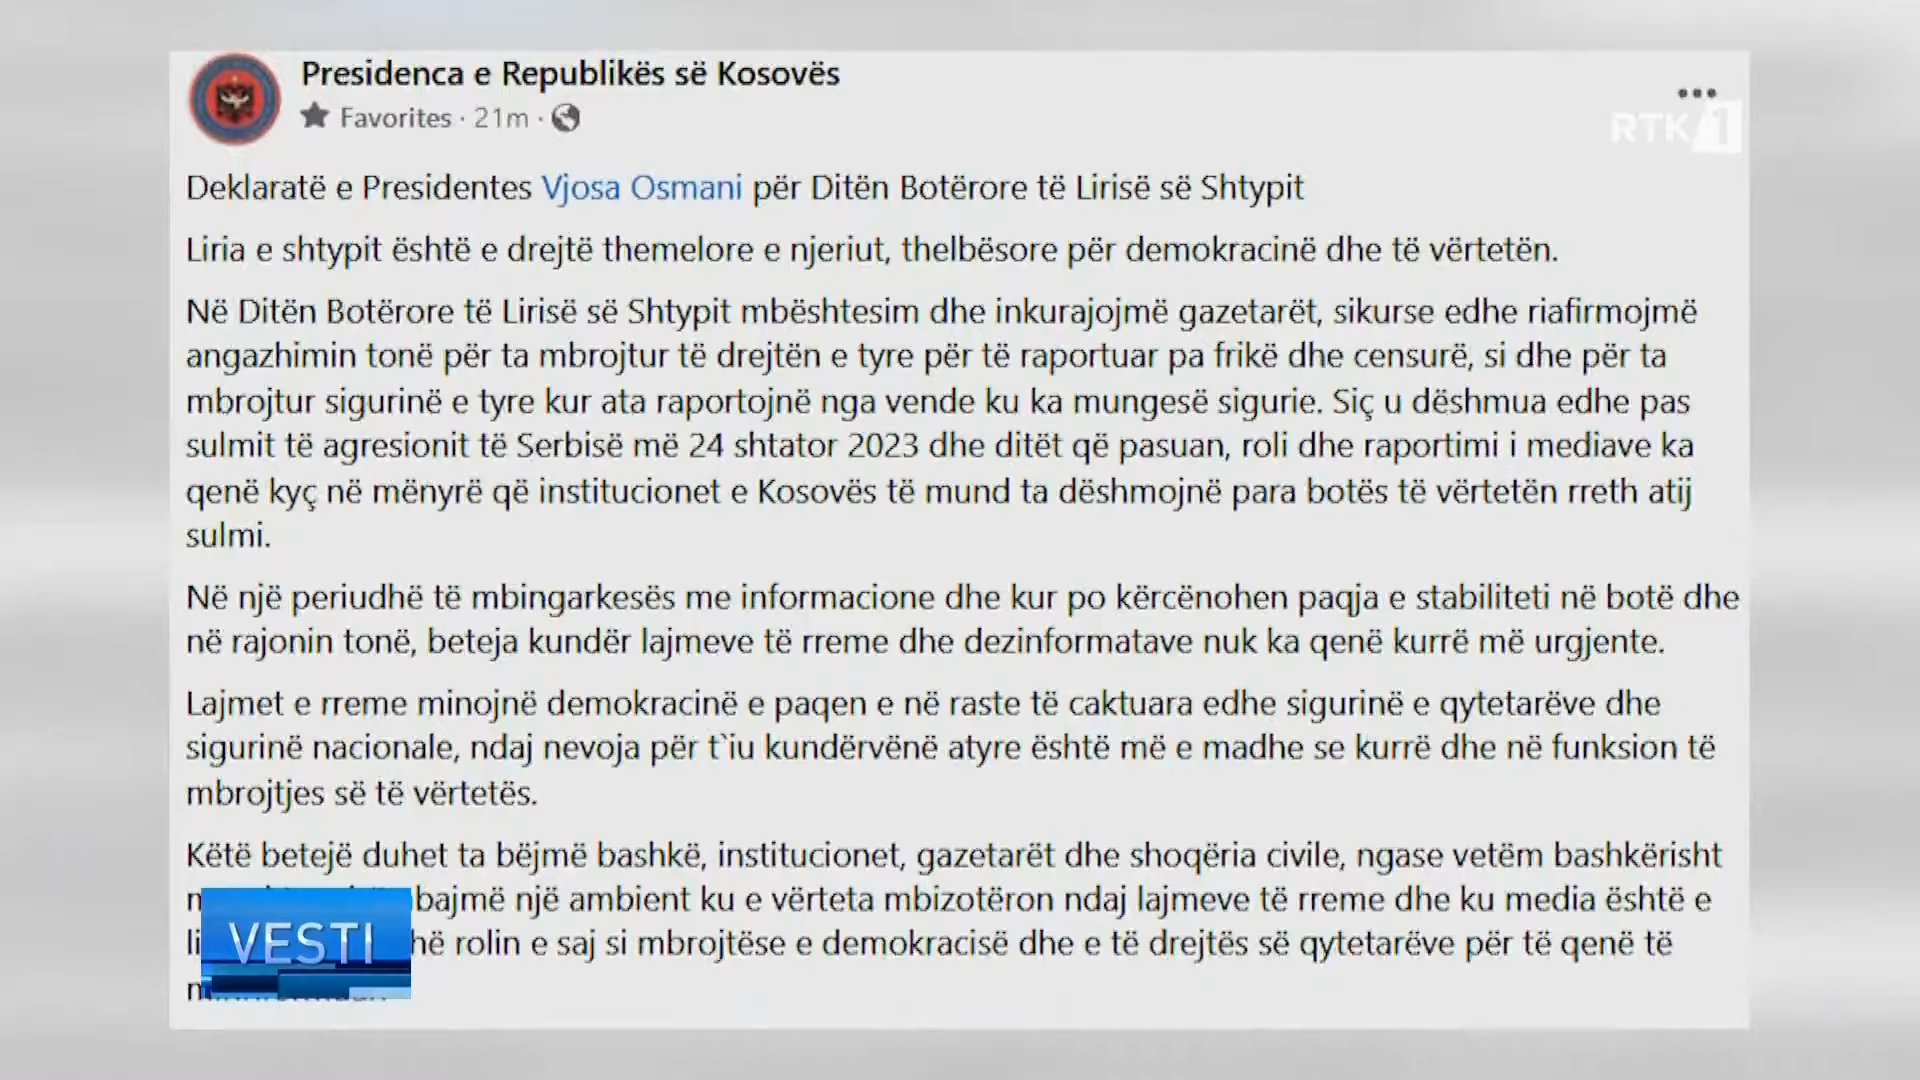 Presidenca e Republikës së Kosovës
Favorites · 21m ·
RTK 1
Deklaratë e Presidentes Vjosa Osmani për Ditën Botërore të Lirisë së Shtypit
Liria e shtypit është e drejtë themelore e njeriut, thelbësore për demokracinë dhe të vërtetën.
Në Ditën Botërore të Lirisë së Shtypit mbështesim dhe inkurajojmë gazetarët, sikurse edhe riafirmojmë
angazhimin tonë për ta mbrojtur të drejtën e tyre për të raportuar pa frikë dhe censurë, si dhe për ta
mbrojtur sigurinë e tyre kur ata raportojnë nga vende ku ka mungesë sigurie. Siç u dëshmua edhe pas
sulmit të agresionit të Serbisë më 24 shtator 2023 dhe ditët që pasuan, roli dhe raportimi i mediave ka
qenë kyç në mënyrë që institucionet e Kosovës të mund ta dëshmojnë para botës të vërtetën rreth atij
sulmi.
Në një periudhë të mbingarkesës me informacione dhe kur po kërcënohen paqja e stabiliteti në botë dhe
në rajonin tonë, beteja kundër lajmeve të rreme dhe dezinformatave nuk ka qenë kurrë më urgjente.
Lajmet e rreme minojnë demokracinë e paqen e në raste të caktuara edhe sigurinë e qytetarëve dhe
sigurinë nacionale, ndaj nevoja për t`iu kundërvënë atyre është më e madhe se kurrë dhe në funksion të
mbrojtjes së të vërtetës.
Këtë betejë duhet ta bëjmë bashkë, institucionet, gazetarët dhe shoqëria civile, ngase vetëm bashkërisht
një ambient ku e vërteta mbizotëron ndaj lajmeve të rreme dhe ku media është e
rolin e saj si mbrojtëse e demokracisë dhe e të drejtës së qytetarëve për të qenë të
VESTI